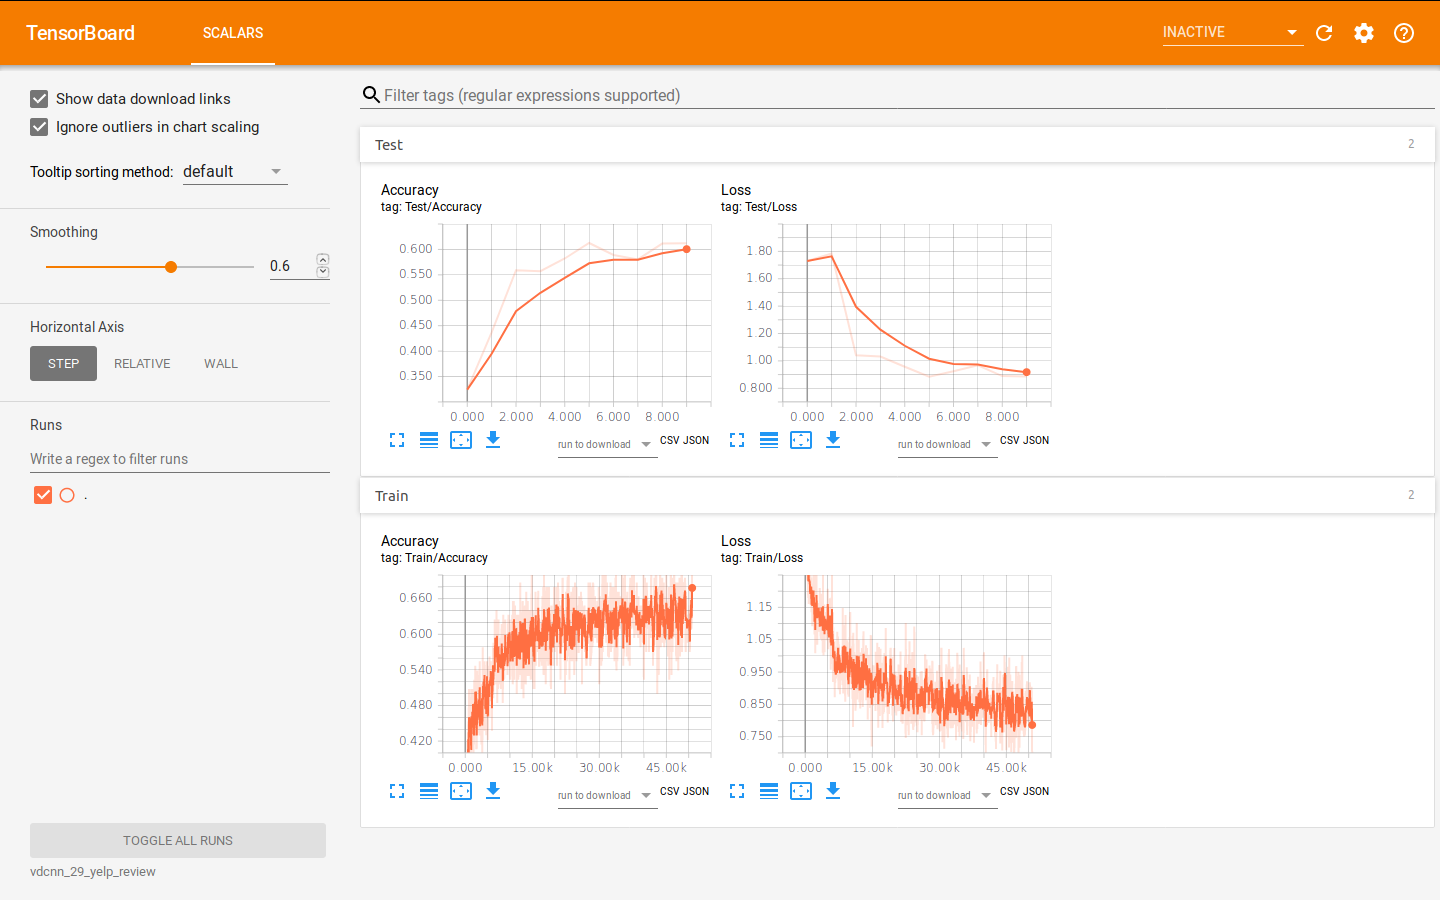 TensorBoard SCALARS INACTIVE
Show data download links
Ignore outliers in chart scaling
Tooltip sorting method: default
Smoothing
0.6
Horizontal Axis
STEP RELATIVE WALL
Runs
Write a regex to filter runs
.
TOGGLE ALL RUNS
vdcnn_29_yelp_review
Filter tags (regular expressions supported)
Test 2
Accuracy
tag: Test/Accuracy
0.600
0.550
0.500
0.450
0.400
0.350
0.000 2.000 4.000 6.000 8.000
run to download CSV JSON
Loss
tag: Test/Loss
1.80
1.60
1.40
1.20
1.00
0.800
0.000 2.000 4.000 6.000 8.000
run to download CSV JSON
Train 2
Accuracy
tag: Train/Accuracy
0.660
0.600
0.540
0.480
0.420
0.000 15.00k 30.00k 45.00k
run to download CSV JSON
Loss
tag: Train/Loss
1.15
1.05
0.950
0.850
0.750
0.000 15.00k 30.00k 45.00k
run to download CSV JSON